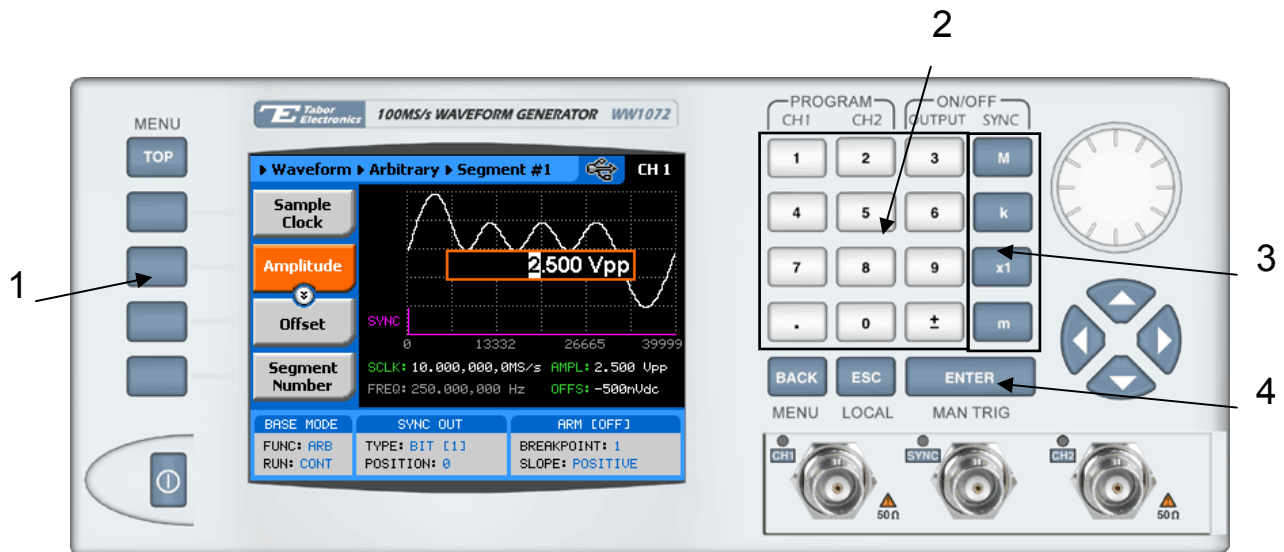 2
Tabor Electronics 100MS/s WAVEFORM GENERATOR WW1072
PROGRAM ON/OFF
CH1 CH2 OUTPUT SYNC
MENU
TOP
Waveform Arbitrary Segment #1 CH 1
Sample Clock
Amplitude
Offset
Segment Number
2.500 Vpp
SYNC
0 13332 26665 39999
SCLK: 10.000,000,0MS/s AMPL: 2.500 Vpp
FREQ: 250.000,000 Hz OFFS: -500mVdc
BASE MODE SYNC OUT ARM [OFF]
FUNC: ARB TYPE: BIT [1] BREAKPOINT: 1
RUN: CONT POSITION: 0 SLOPE: POSITIVE
1 2 3 M
4 5 6 k
7 8 9 x1
. 0 ± m
BACK ESC ENTER
MENU LOCAL MAN TRIG
CH1 SYNC CH2
50Ω 50Ω
1
3
4